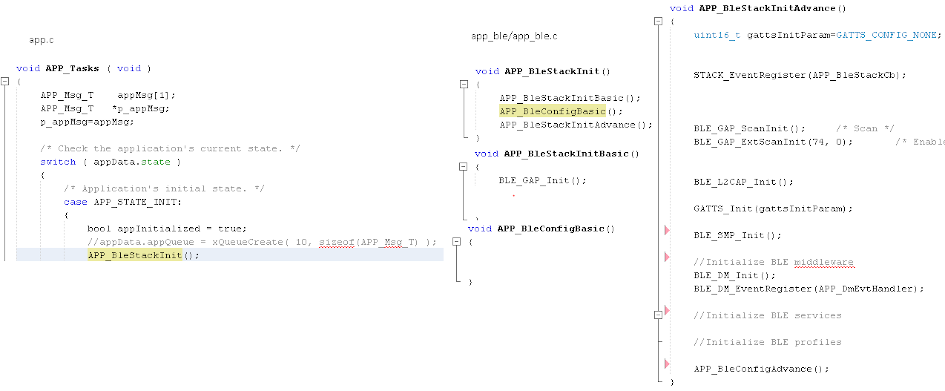 app.c
void APP_Tasks ( void )
{
APP_Msg_T    appMsg[1];
APP_Msg_T   *p_appMsg;
p_appMsg=appMsg;
/* Check the application's current state. */
switch ( appData.state )
{
/* Application's initial state. */
case APP_STATE_INIT:
{
bool appInitialized = true;
//appData.appQueue = xQueueCreate( 10, sizeof(APP_Msg_T) );
APP_BleStackInit();
app_ble/app_ble.c
void APP_BleStackInit()
{
APP_BleStackInitBasic();
APP_BleConfigBasic();
APP_BleStackInitAdvance();
}
void APP_BleStackInitBasic()
{
BLE_GAP_Init();
}
void APP_BleConfigBasic()
{
}
void APP_BleStackInitAdvance()
{
uint16_t gattsInitParam=GATTS_CONFIG_NONE;
STACK_EventRegister(APP_BleStackCb);
BLE_GAP_ScanInit();     /* Scan */
BLE_GAP_ExtScanInit(74, 0);       /* Enable
BLE_L2CAP_Init();
GATTS_Init(gattsInitParam);
BLE_SMP_Init();
//Initialize BLE middleware
BLE_DM_Init();
BLE_DM_EventRegister(APP_DmEvtHandler);
//Initialize BLE services
//Initialize BLE profiles
APP_BleConfigAdvance();
}